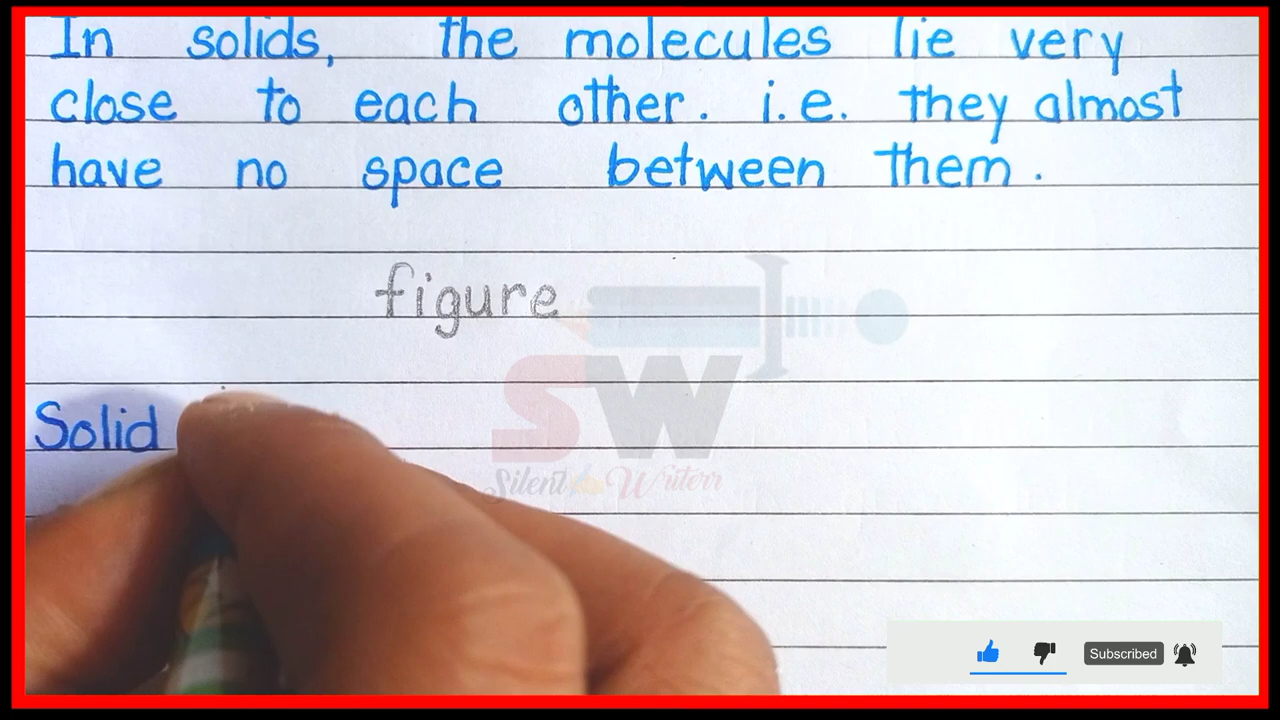 In solids, the molecules lie very
close to each other. i.e. they almost
have no space between them.
figure
SW
Silent Writerr
Solid
Subscribed